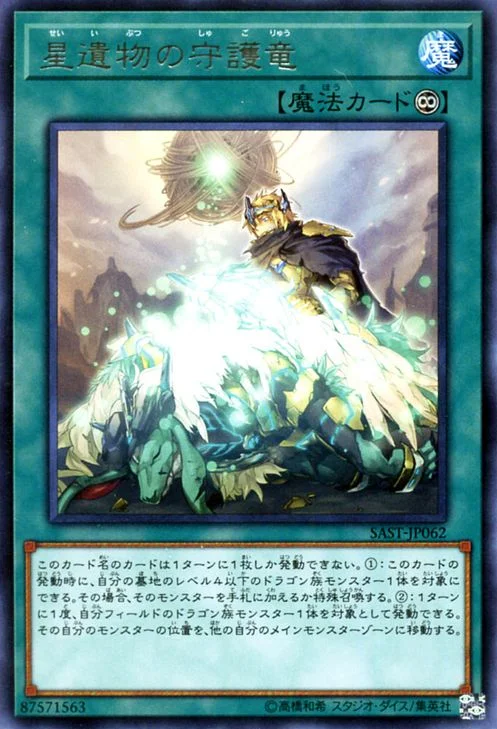 星遺物の守護竜
魔
【魔法カード】
SAST-JP062
このカード名のカードは1ターンに1枚しか発動できない。①:このカードの
発動時に、自分の墓地のレベル4以下のドラゴン族モンスター1体を対象に
できる。その場合、そのモンスターを手札に加えるか特殊召喚する。②:1ターン
に1度、自分フィールドのドラゴン族モンスター1体を対象として発動できる。
その自分のモンスターの位置を、他の自分のメインモンスターゾーンに移動する。
87571563
©高橋和希 スタジオ・ダイス/集英社